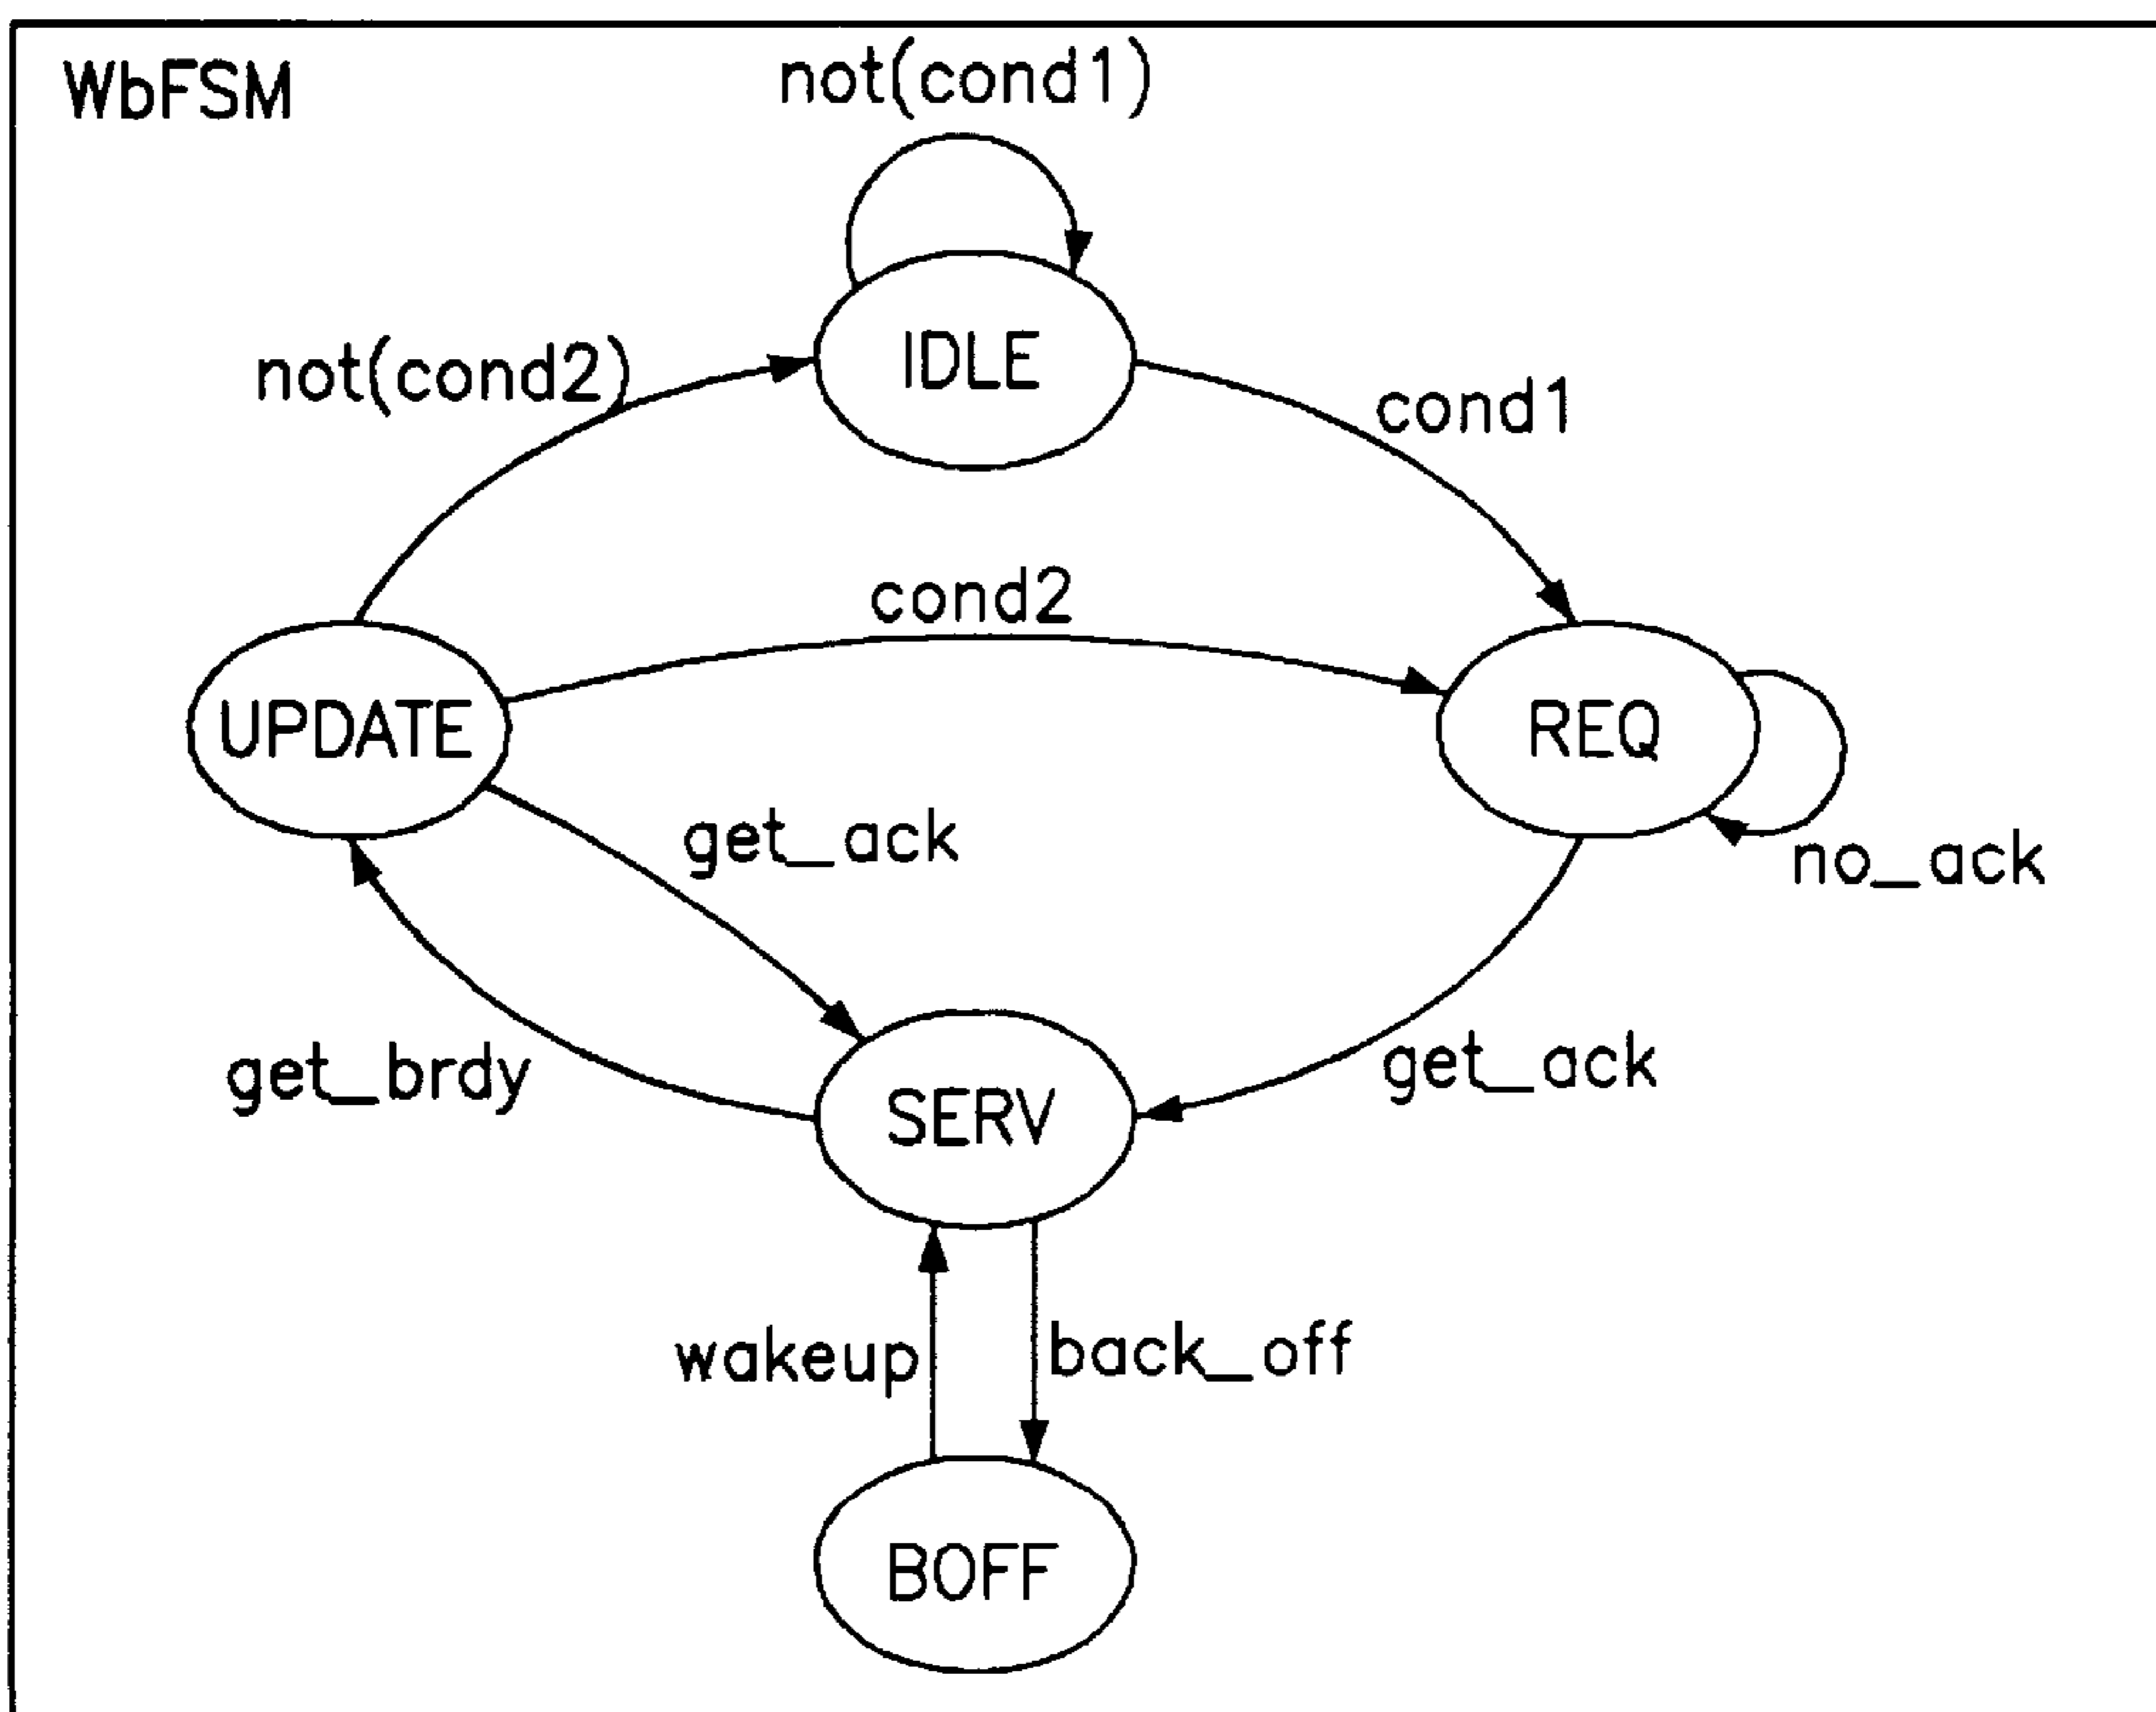 WbFSM
not(cond1)
IDLE
not(cond2)
cond1
cond2
UPDATE
REQ
get_ack
no_ack
get_brdy
get_ack
SERV
wakeup
back_off
BOFF